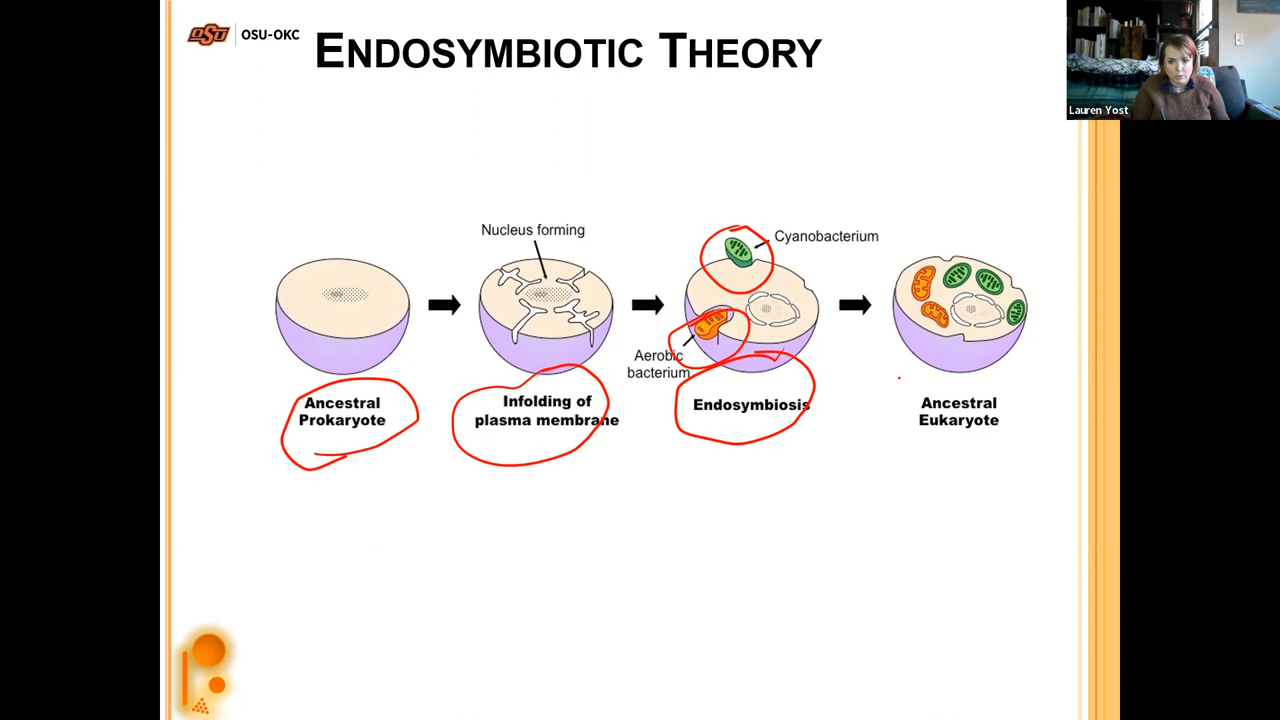 OSU OSU-OKC
ENDOSYMBIOTIC THEORY
Lauren Yost
Nucleus forming
Cyanobacterium
Aerobic
bacterium
Ancestral
Prokaryote
Infolding of
plasma membrane
Endosymbiosis
Ancestral
Eukaryote